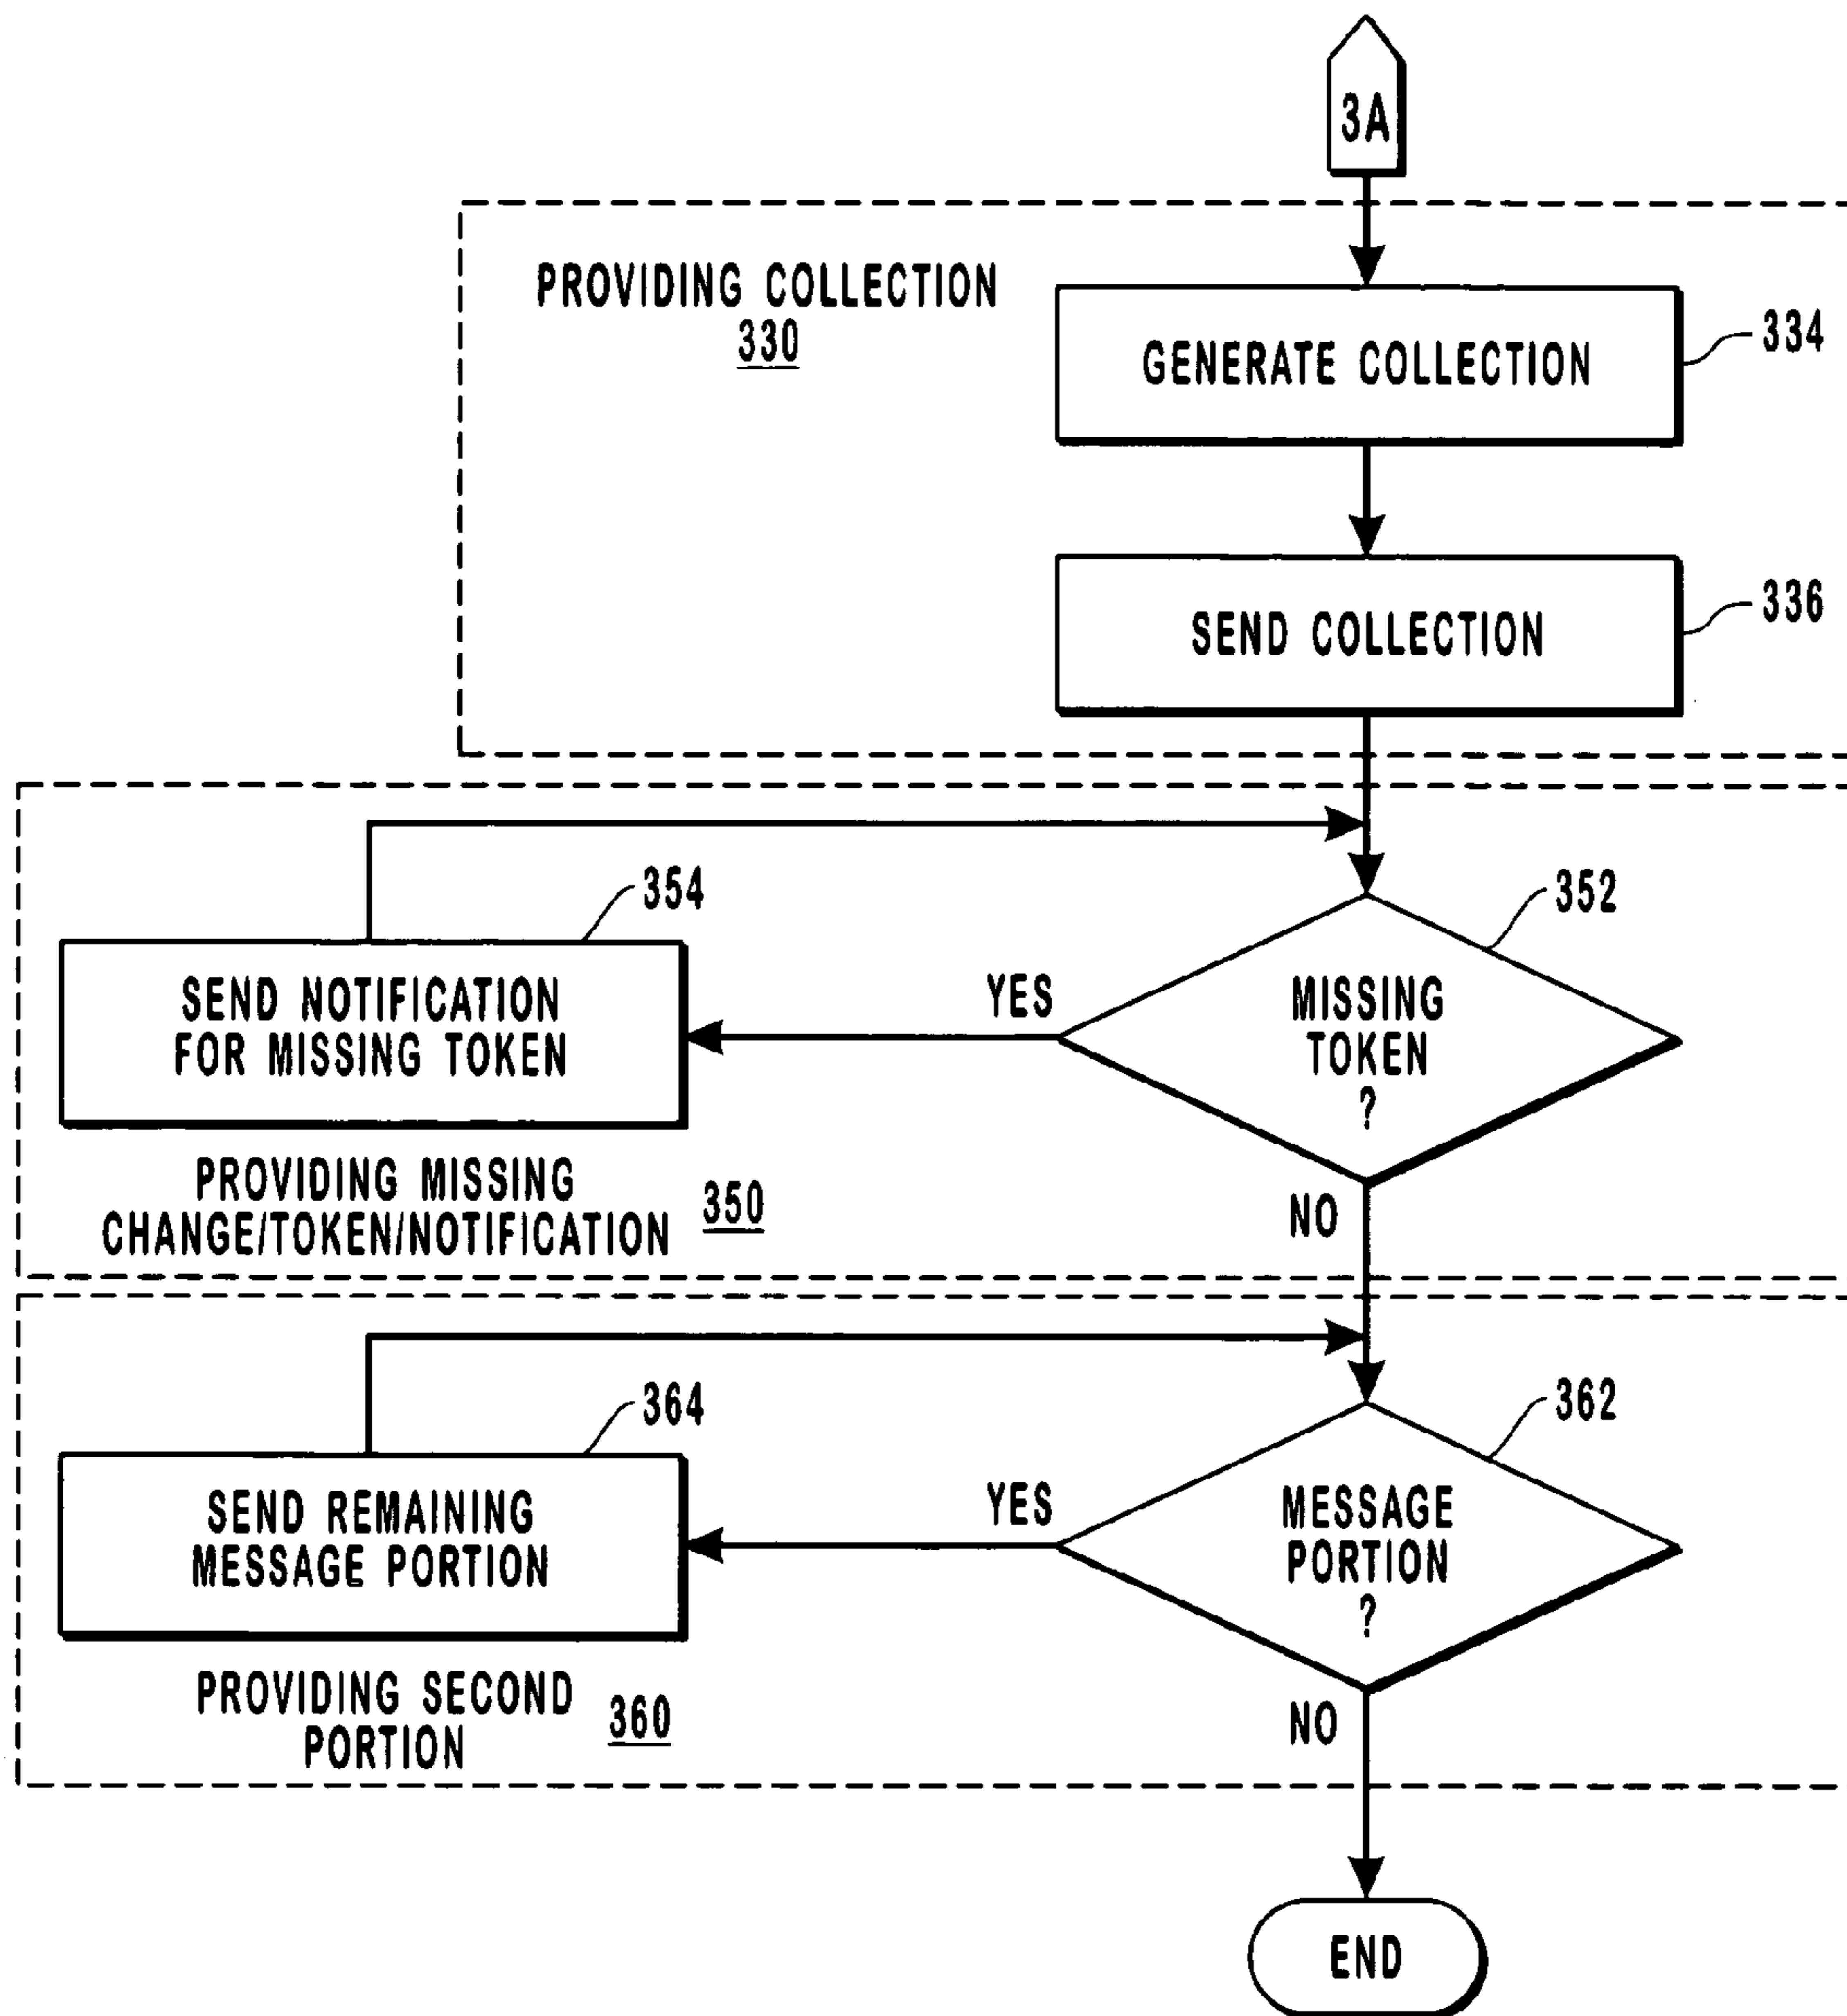 3A
PROVIDING COLLECTION
330
GENERATE COLLECTION
334
SEND COLLECTION
336
354
352
SEND NOTIFICATION
FOR MISSING TOKEN
YES
MISSING
TOKEN
?
PROVIDING MISSING
CHANGE/TOKEN/NOTIFICATION
350
NO
364
362
SEND REMAINING
MESSAGE PORTION
YES
MESSAGE
PORTION
?
PROVIDING SECOND
PORTION
360
NO
END